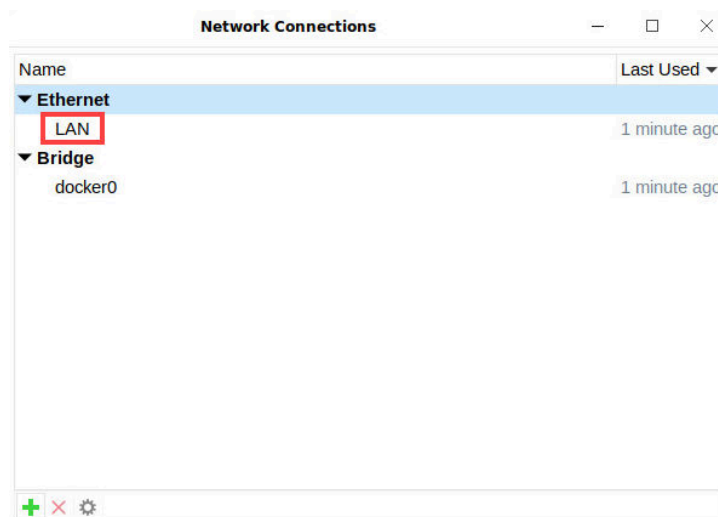 Network Connections
Name Last Used
Ethernet
LAN 1 minute ago
Bridge
docker0 1 minute ago